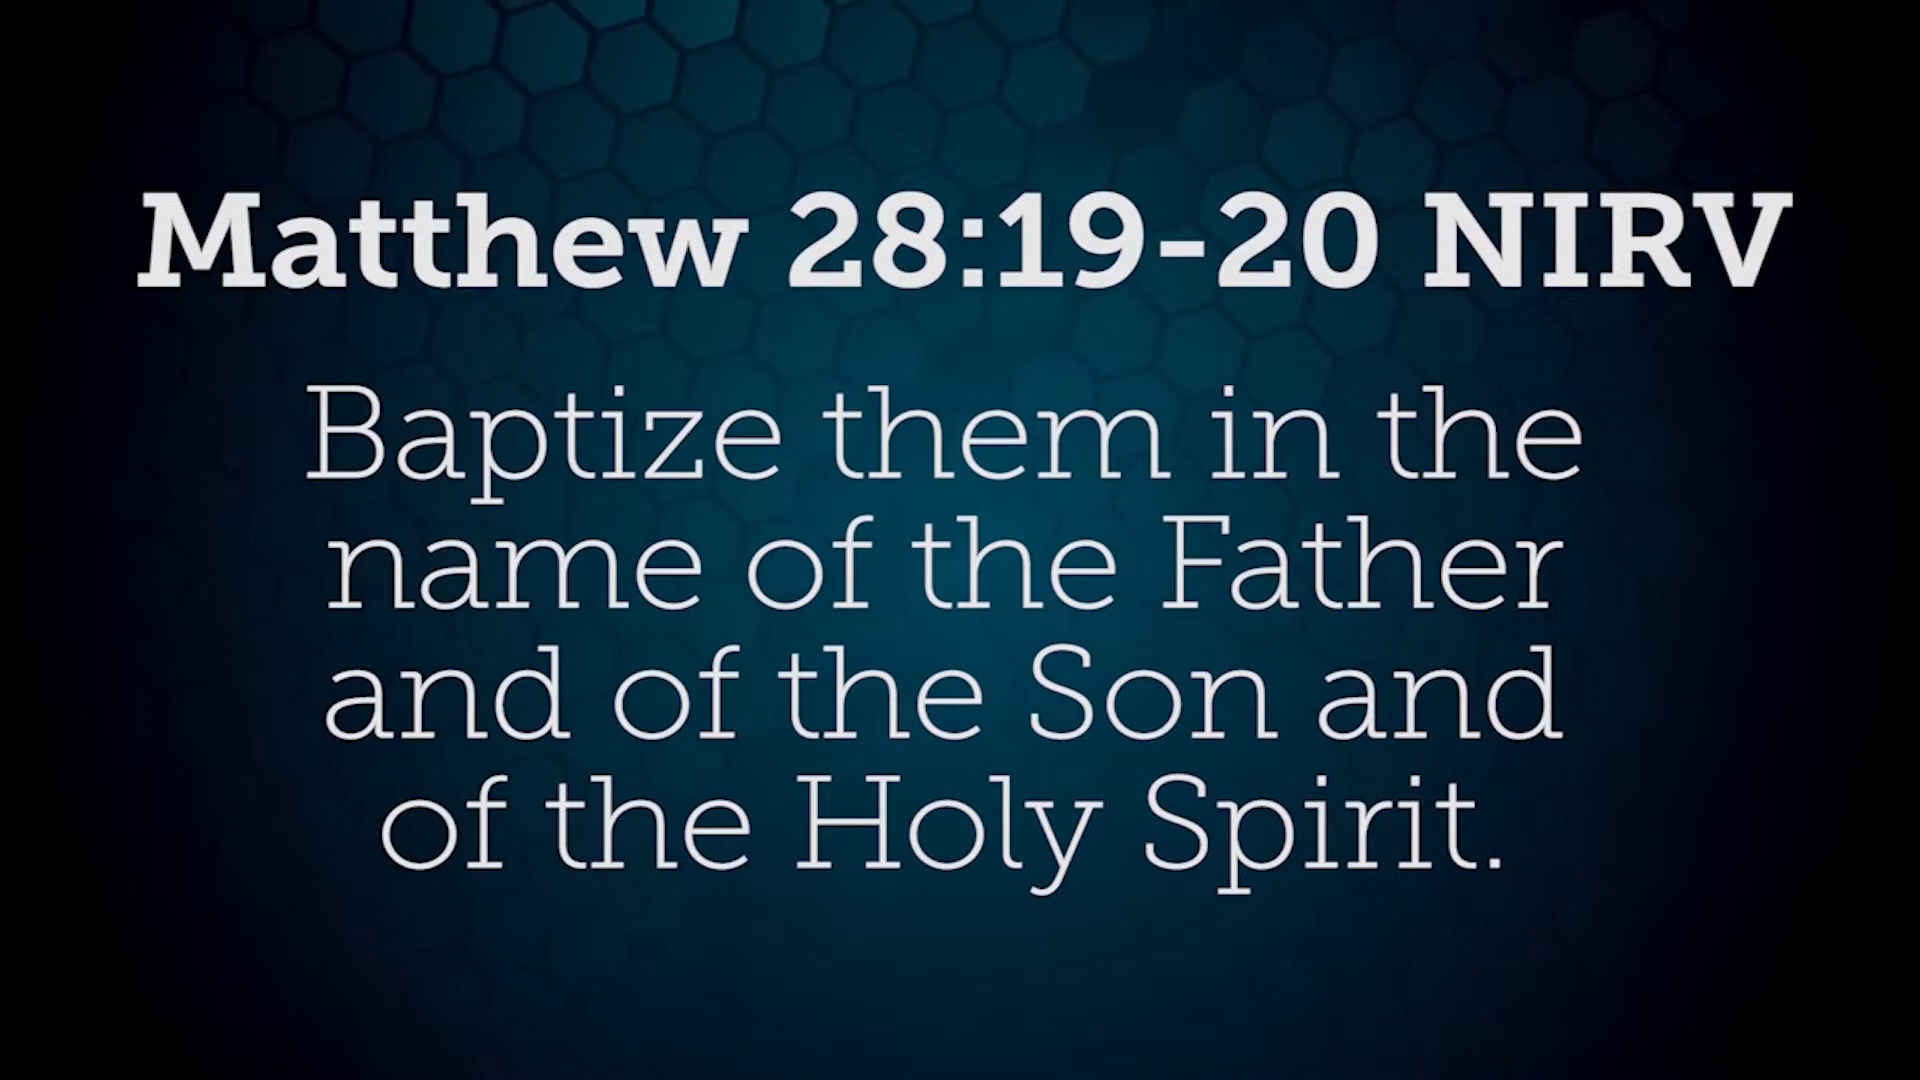 Matthew 28:19-20 NIRV
Baptize them in the
name of the Father
and of the Son and
of the Holy Spirit.